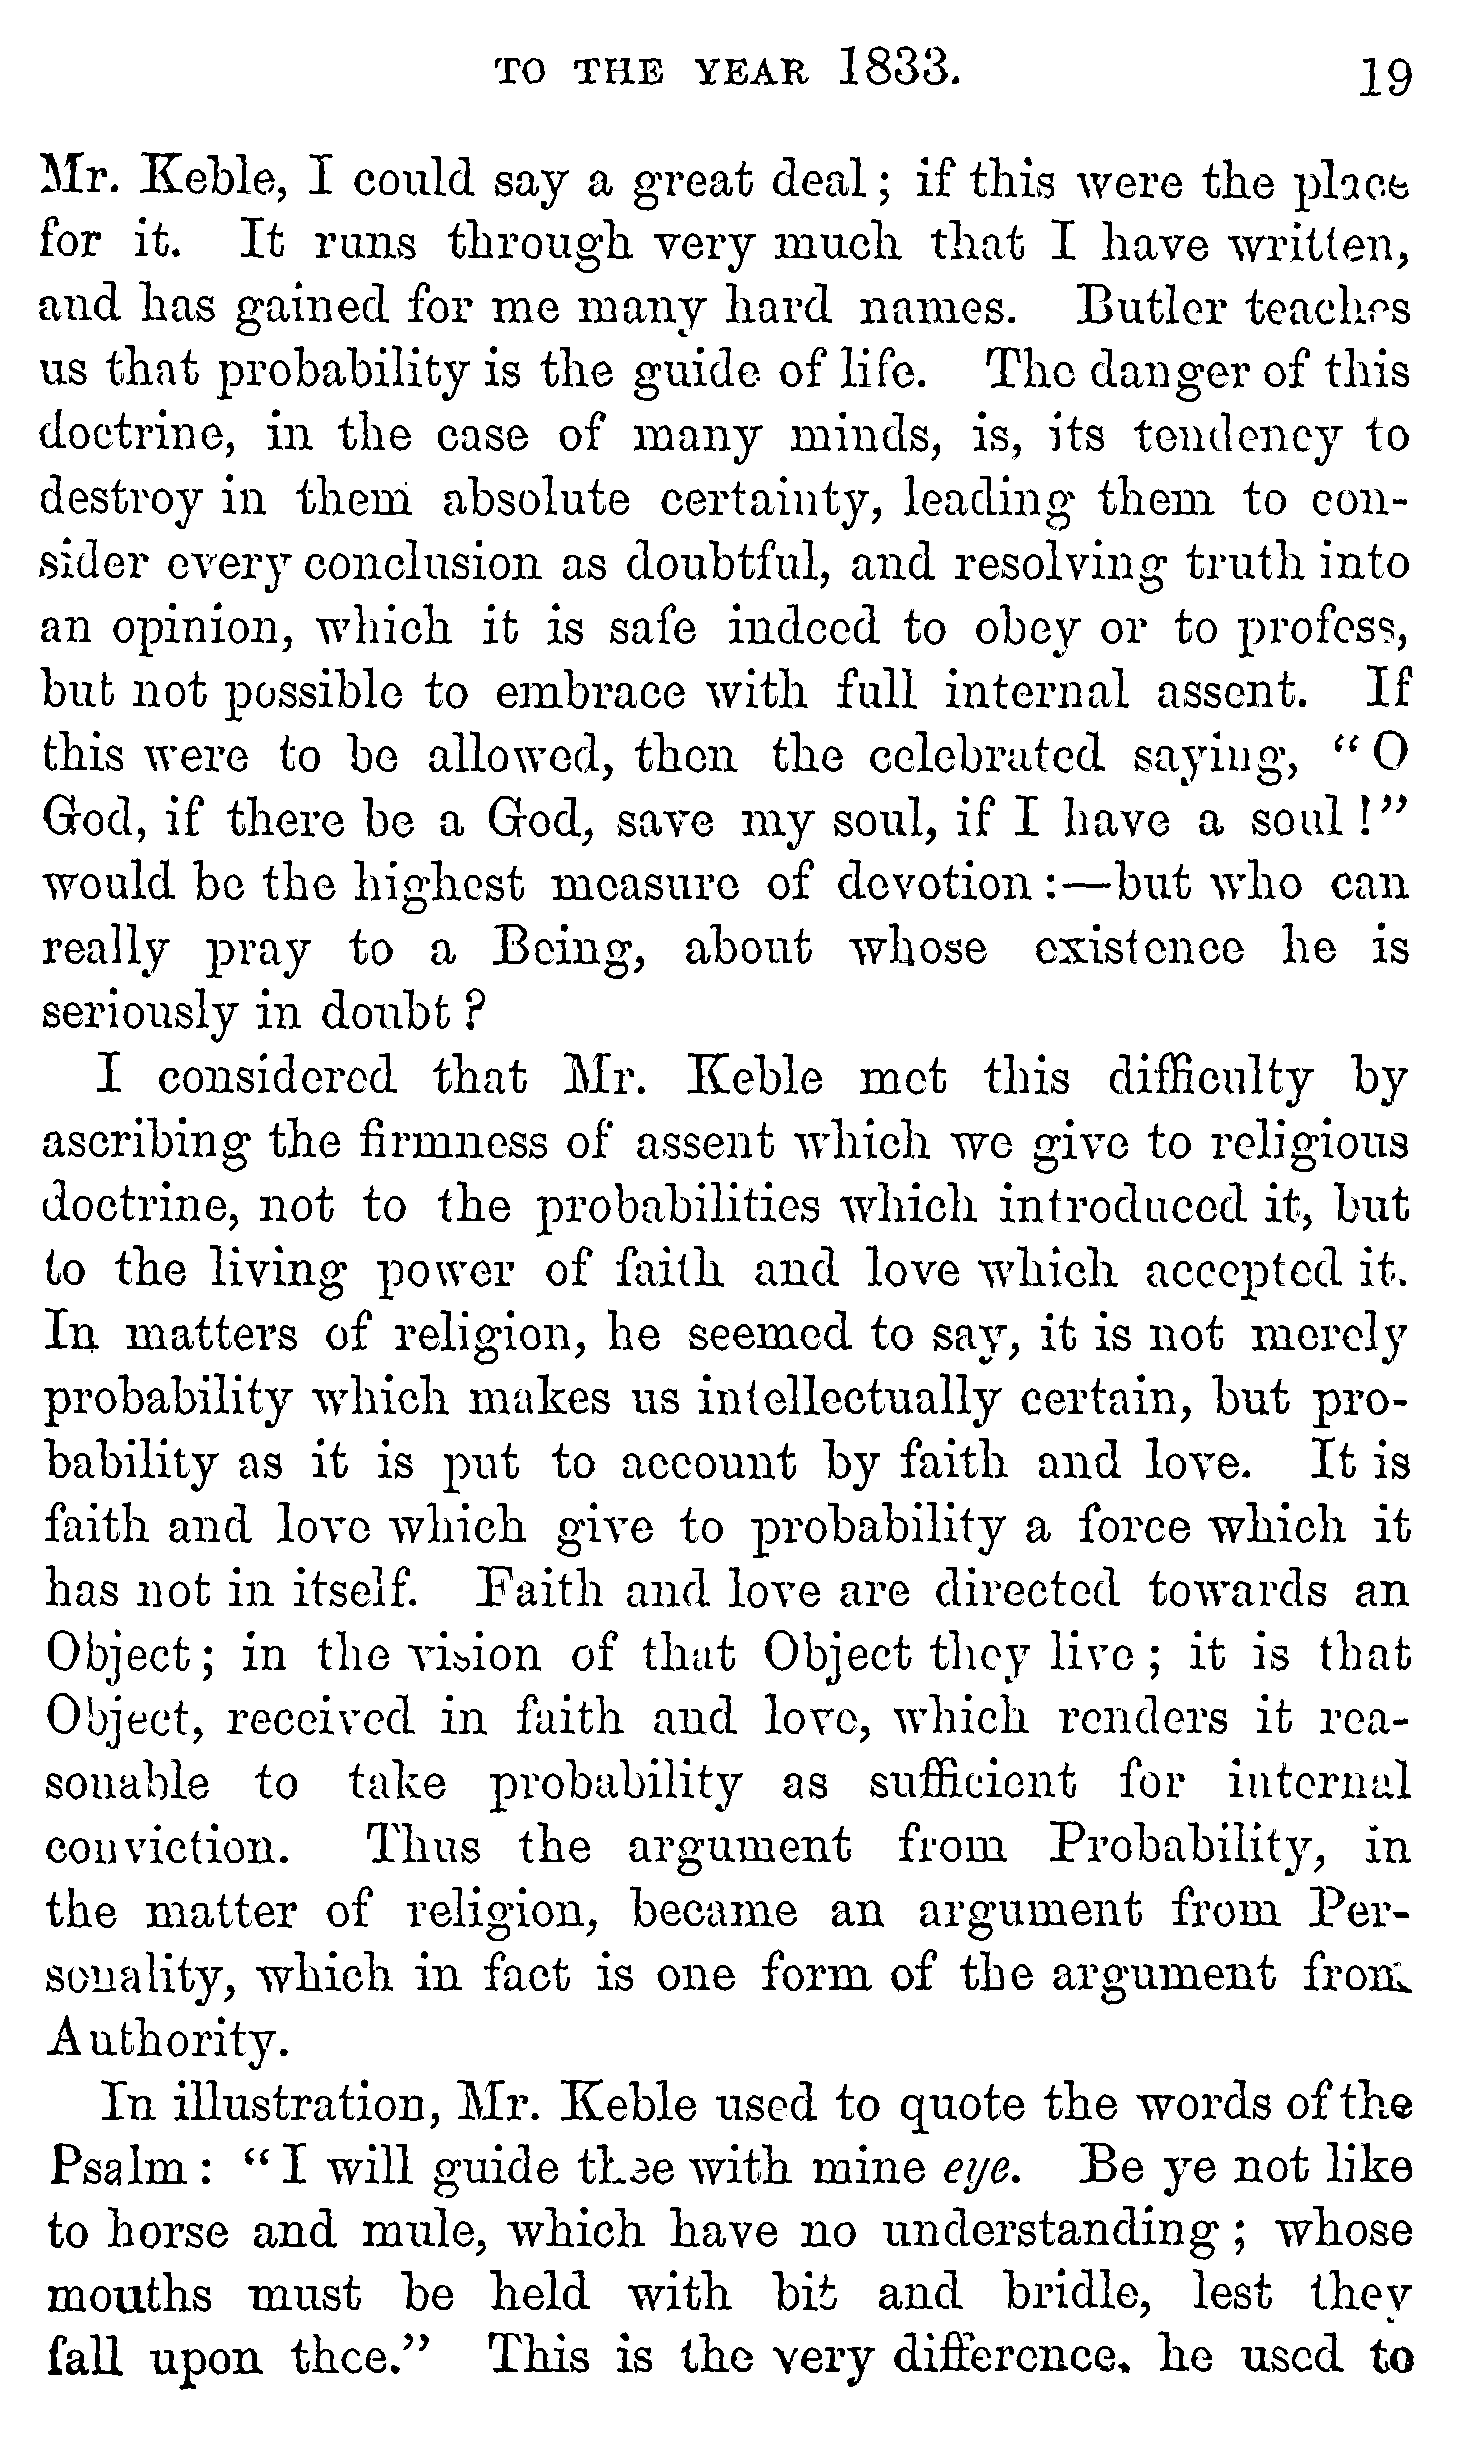 TO THE YEAR 1833. 19
Mr. Keble, I could say a great deal; if this were the place
for it. It runs through very much that I have written,
and has gained for me many hard names. Butler teaches
us that probability is the guide of life. The danger of this
doctrine, in the case of many minds, is, its tendency to
destroy in them absolute certainty, leading them to con-
sider every conclusion as doubtful, and resolving truth into
an opinion, which it is safe indeed to obey or to profess,
but not possible to embrace with full internal assent. If
this were to be allowed, then the celebrated saying, "O
God, if there be a God, save my soul, if I have a soul!"
would be the highest measure of devotion:—but who can
really pray to a Being, about whose existence he is
seriously in doubt?
I considered that Mr. Keble met this difficulty by
ascribing the firmness of assent which we give to religious
doctrine, not to the probabilities which introduced it, but
to the living power of faith and love which accepted it.
In matters of religion, he seemed to say, it is not merely
probability which makes us intellectually certain, but pro-
bability as it is put to account by faith and love. It is
faith and love which give to probability a force which it
has not in itself. Faith and love are directed towards an
Object; in the vision of that Object they live; it is that
Object, received in faith and love, which renders it rea-
sonable to take probability as sufficient for internal
conviction. Thus the argument from Probability, in
the matter of religion, became an argument from Per-
sonality, which in fact is one form of the argument from
Authority.
In illustration, Mr. Keble used to quote the words of the
Psalm: "I will guide thee with mine eye. Be ye not like
to horse and mule, which have no understanding; whose
mouths must be held with bit and bridle, lest they
fall upon thee." This is the very difference, he used to